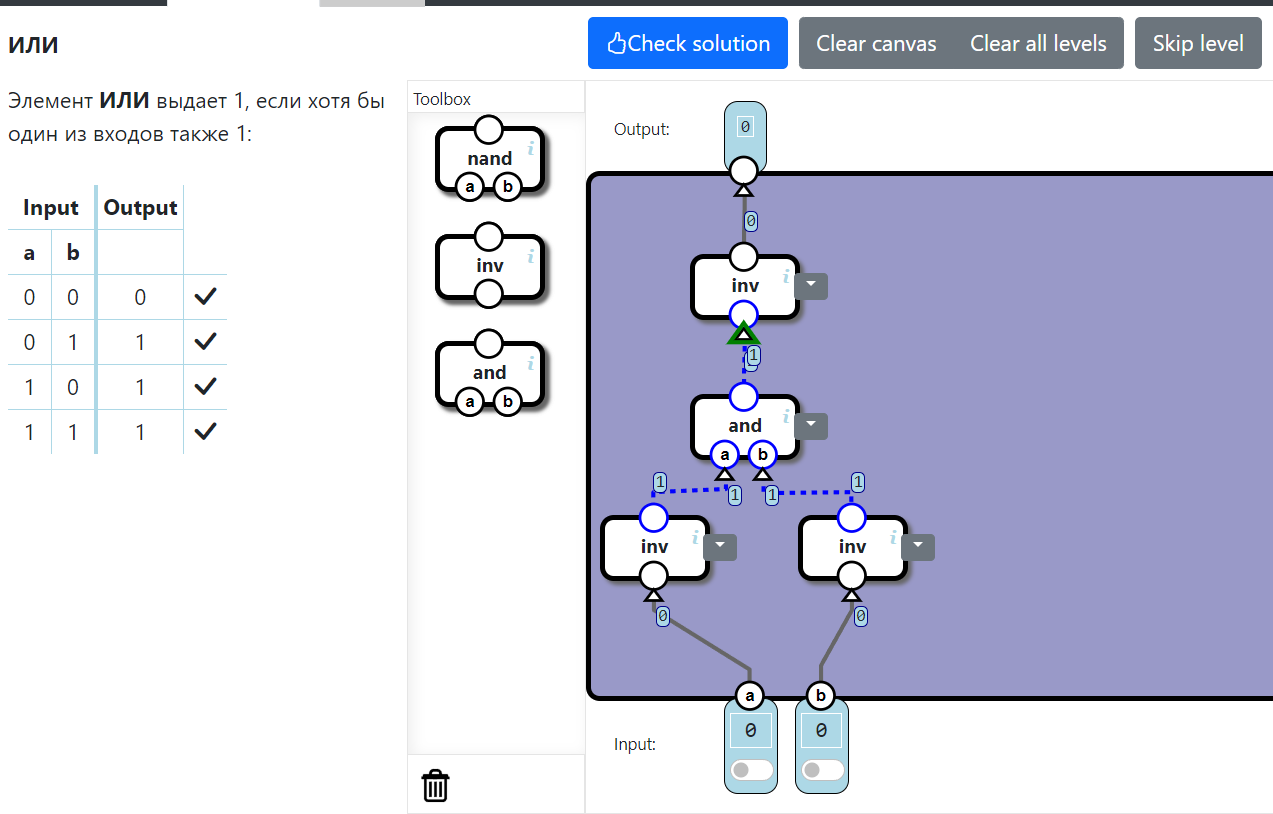 ИЛИ
Check solution
Clear canvas
Clear all levels
Skip level
Элемент ИЛИ выдает 1, если хотя бы
один из входов также 1:
Input Output
a b
0 0 0
0 1 1
1 0 1
1 1 1
Toolbox
nand
i
a b
inv
i
and
i
a b
Output:
0
0
inv
i
1
and
i
a b
1 1
1 1
inv
i
inv
i
0 0
a b
Input:
0 0